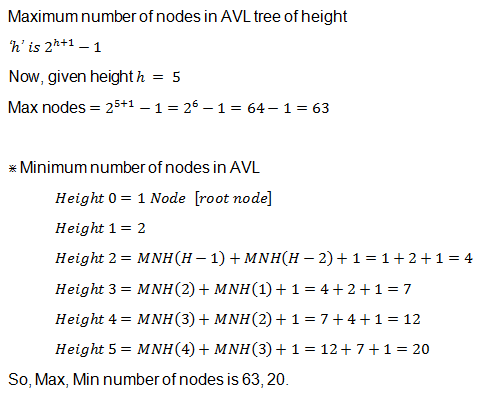 Maximum number of nodes in AVL tree of height
‘h’ is 2^{h+1} − 1
Now, given height h = 5
Max nodes = 2^{5+1} − 1 = 2^6 − 1 = 64 − 1 = 63
⁕ Minimum number of nodes in AVL
Height 0 = 1 Node [root node]
Height 1 = 2
Height 2 = MNH(H − 1) + MNH(H − 2) + 1 = 1 + 2 + 1 = 4
Height 3 = MNH(2) + MNH(1) + 1 = 4 + 2 + 1 = 7
Height 4 = MNH(3) + MNH(2) + 1 = 7 + 4 + 1 = 12
Height 5 = MNH(4) + MNH(3) + 1 = 12 + 7 + 1 = 20
So, Max, Min number of nodes is 63, 20.